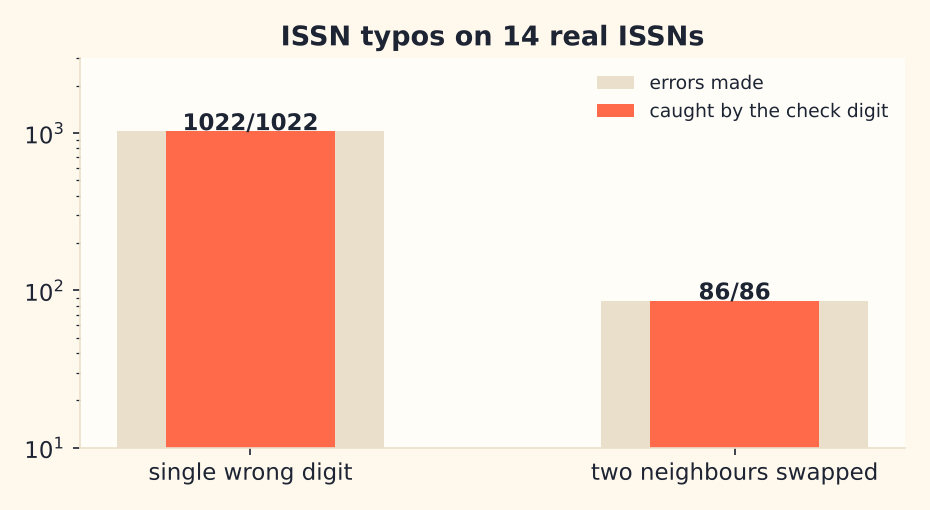 ISSN typos on 14 real ISSNs
errors made
caught by the check digit
1022/1022
86/86
10³
10²
10¹
single wrong digit
two neighbours swapped